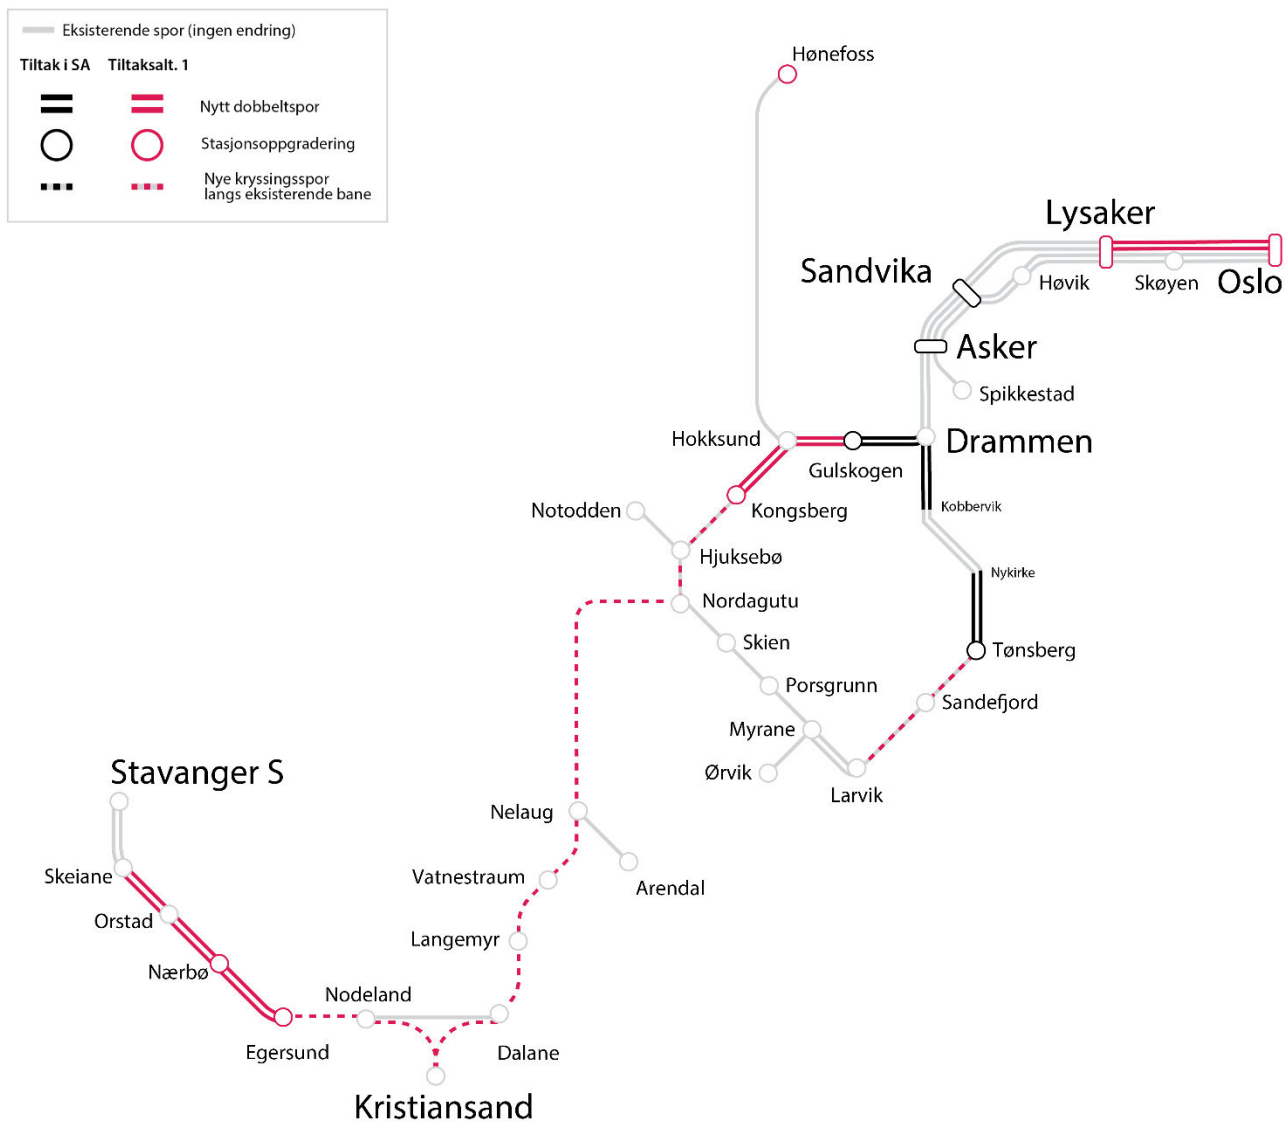 Eksisterende spor (ingen endring)
Tiltak i SA Tiltaksalt. 1
Nytt dobbeltspor
Stasjonsoppgradering
Nye kryssingsspor
langs eksisterende bane
Hønefoss
Lysaker
Sandvika
Høvik
Skøyen
Oslo
Asker
Spikkestad
Hokksund
Gulskogen
Drammen
Notodden
Kongsberg
Kobbervik
Hjuksebø
Nykirke
Nordagutu
Skien
Tønsberg
Porsgrunn
Sandefjord
Myrane
Ørvik
Larvik
Stavanger S
Nelaug
Skeiane
Vatnestraum
Arendal
Orstad
Langemyr
Nærbø
Nodeland
Egersund
Dalane
Kristiansand